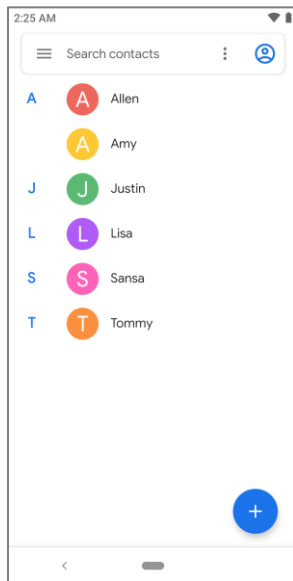 2:25 AM
Search contacts
A A Allen
A Amy
J J Justin
L L Lisa
S S Sansa
T T Tommy